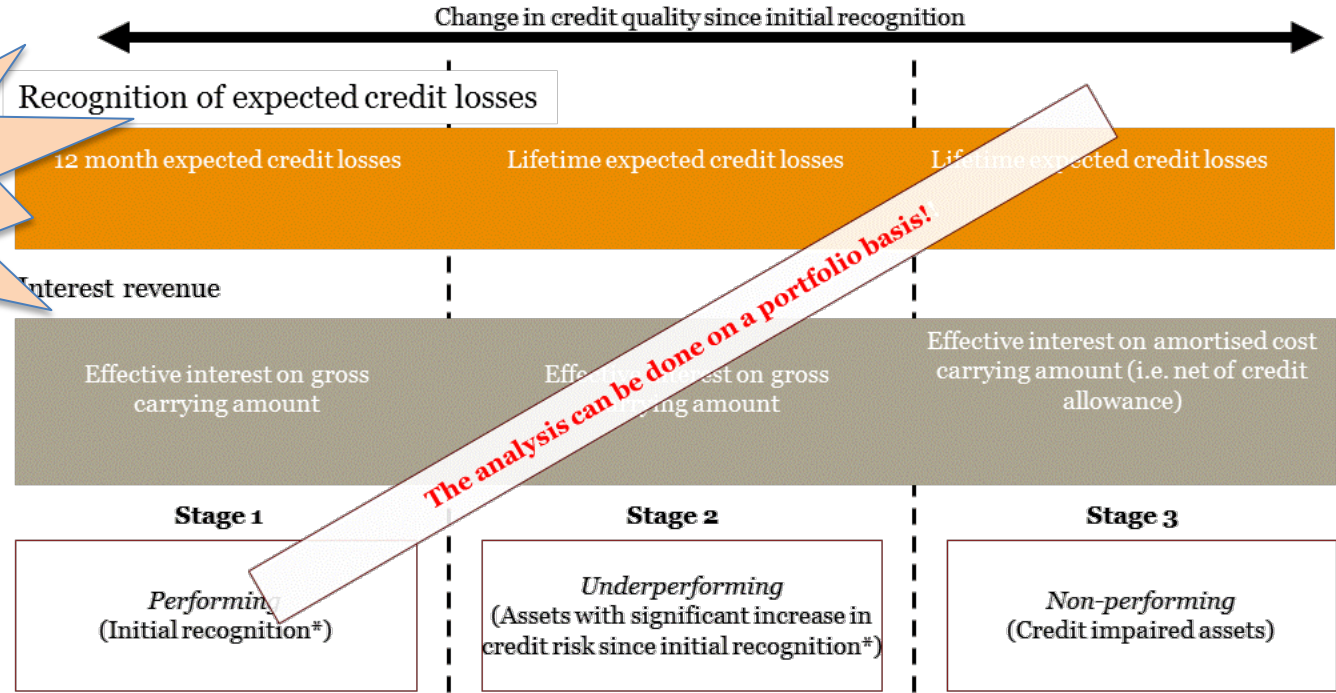 Change in credit quality since initial recognition
Recognition of expected credit losses
12 month expected credit losses
Lifetime expected credit losses
Lifetime expected credit losses
Interest revenue
Effective interest on gross
carrying amount
Effective interest on gross
carrying amount
Effective interest on amortised cost
carrying amount (i.e. net of credit
allowance)
The analysis can be done on a portfolio basis!
Stage 1
Stage 2
Stage 3
Performing
(Initial recognition*)
Underperforming
(Assets with significant increase in
credit risk since initial recognition*)
Non-performing
(Credit impaired assets)